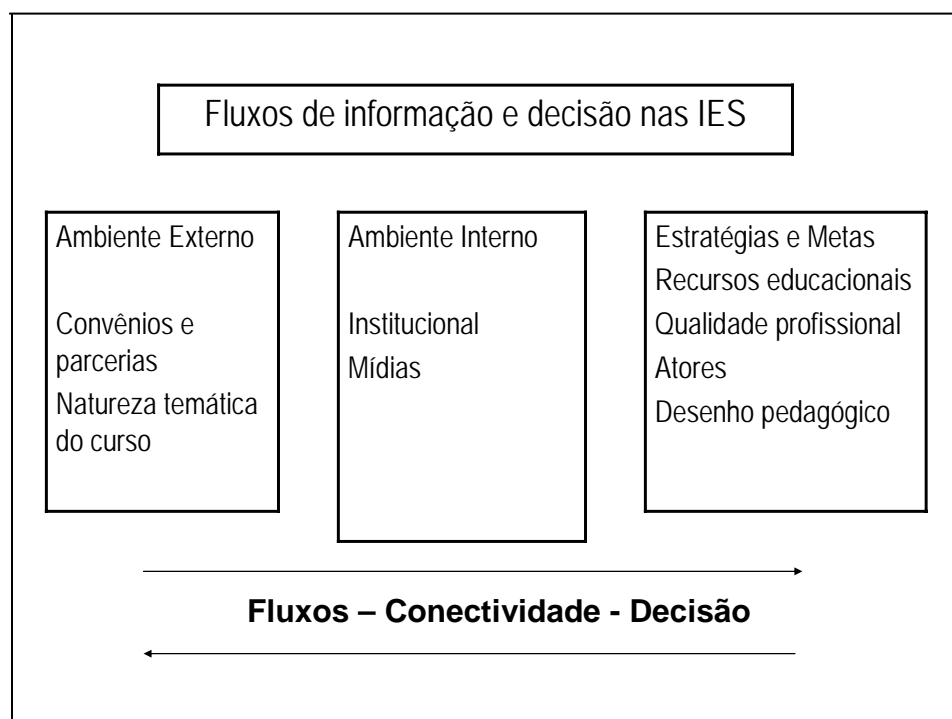 Fluxos de informação e decisão nas IES
Ambiente Externo
Convênios e
parcerias
Natureza temática
do curso
Ambiente Interno
Institucional
Mídias
Estratégias e Metas
Recursos educacionais
Qualidade profissional
Atores
Desenho pedagógico
Fluxos – Conectividade - Decisão